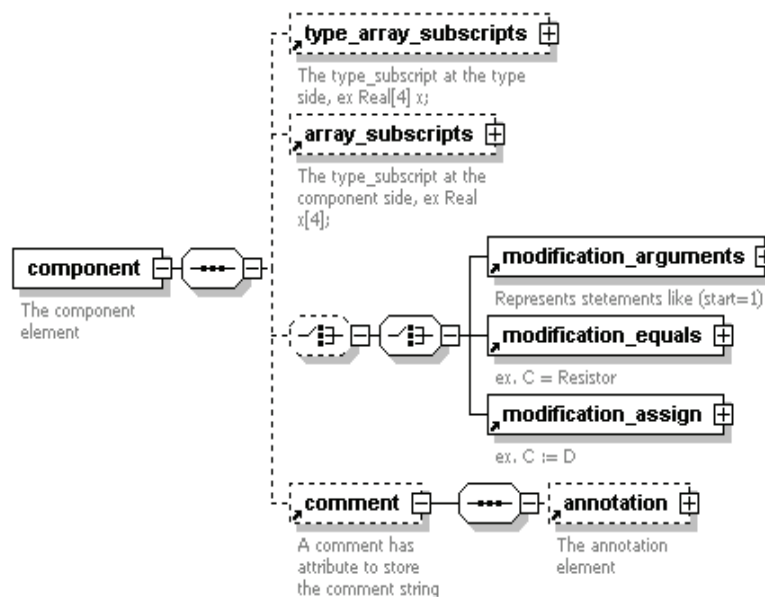 type_array_subscripts
The type_subscript at the type
side, ex Real[4] x;
array_subscripts
The type_subscript at the
component side, ex Real
x[4];
component
The component
element
modification_arguments
Represents stetements like (start=1)
modification_equals
ex. C = Resistor
modification_assign
ex. C := D
comment
A comment has
attribute to store
the comment string
annotation
The annotation
element